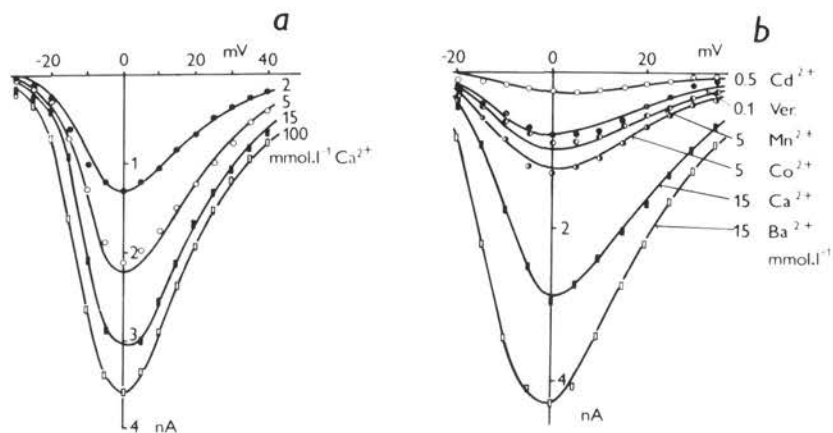 a
mV
-20
0
20
40
2
5
15
100
mmol.l⁻¹ Ca²⁺
1
2
3
4
nA
b
mV
-20
0
20
0.5 Cd²⁺
0.1 Ver.
5 Mn²⁺
5 Co²⁺
15 Ca²⁺
15 Ba²⁺
mmol.l⁻¹
2
4
nA